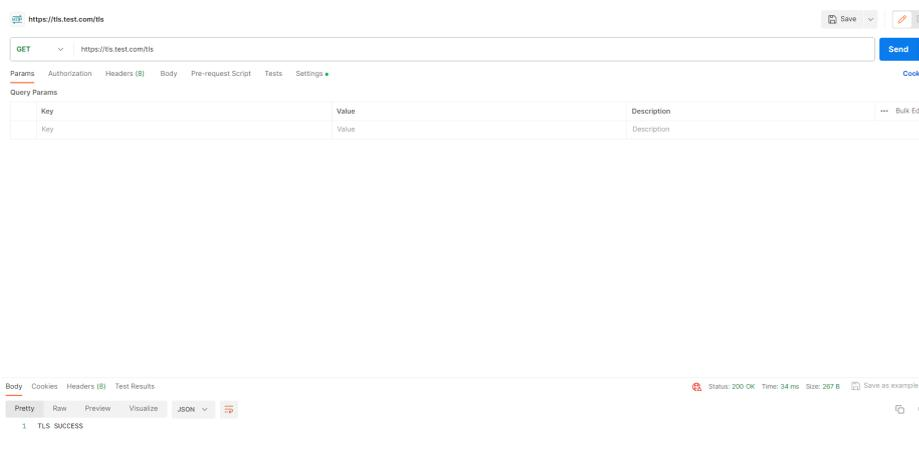 HTTP https://tls.test.com/tls Save
GET https://tls.test.com/tls Send
Params Authorization Headers (8) Body Pre-request Script Tests Settings Cook
Query Params
Key Value Description Bulk Ed
Key Value Description
Body Cookies Headers (8) Test Results Status: 200 OK Time: 34 ms Size: 267 B Save as example
Pretty Raw Preview Visualize JSON
1 TLS SUCCESS